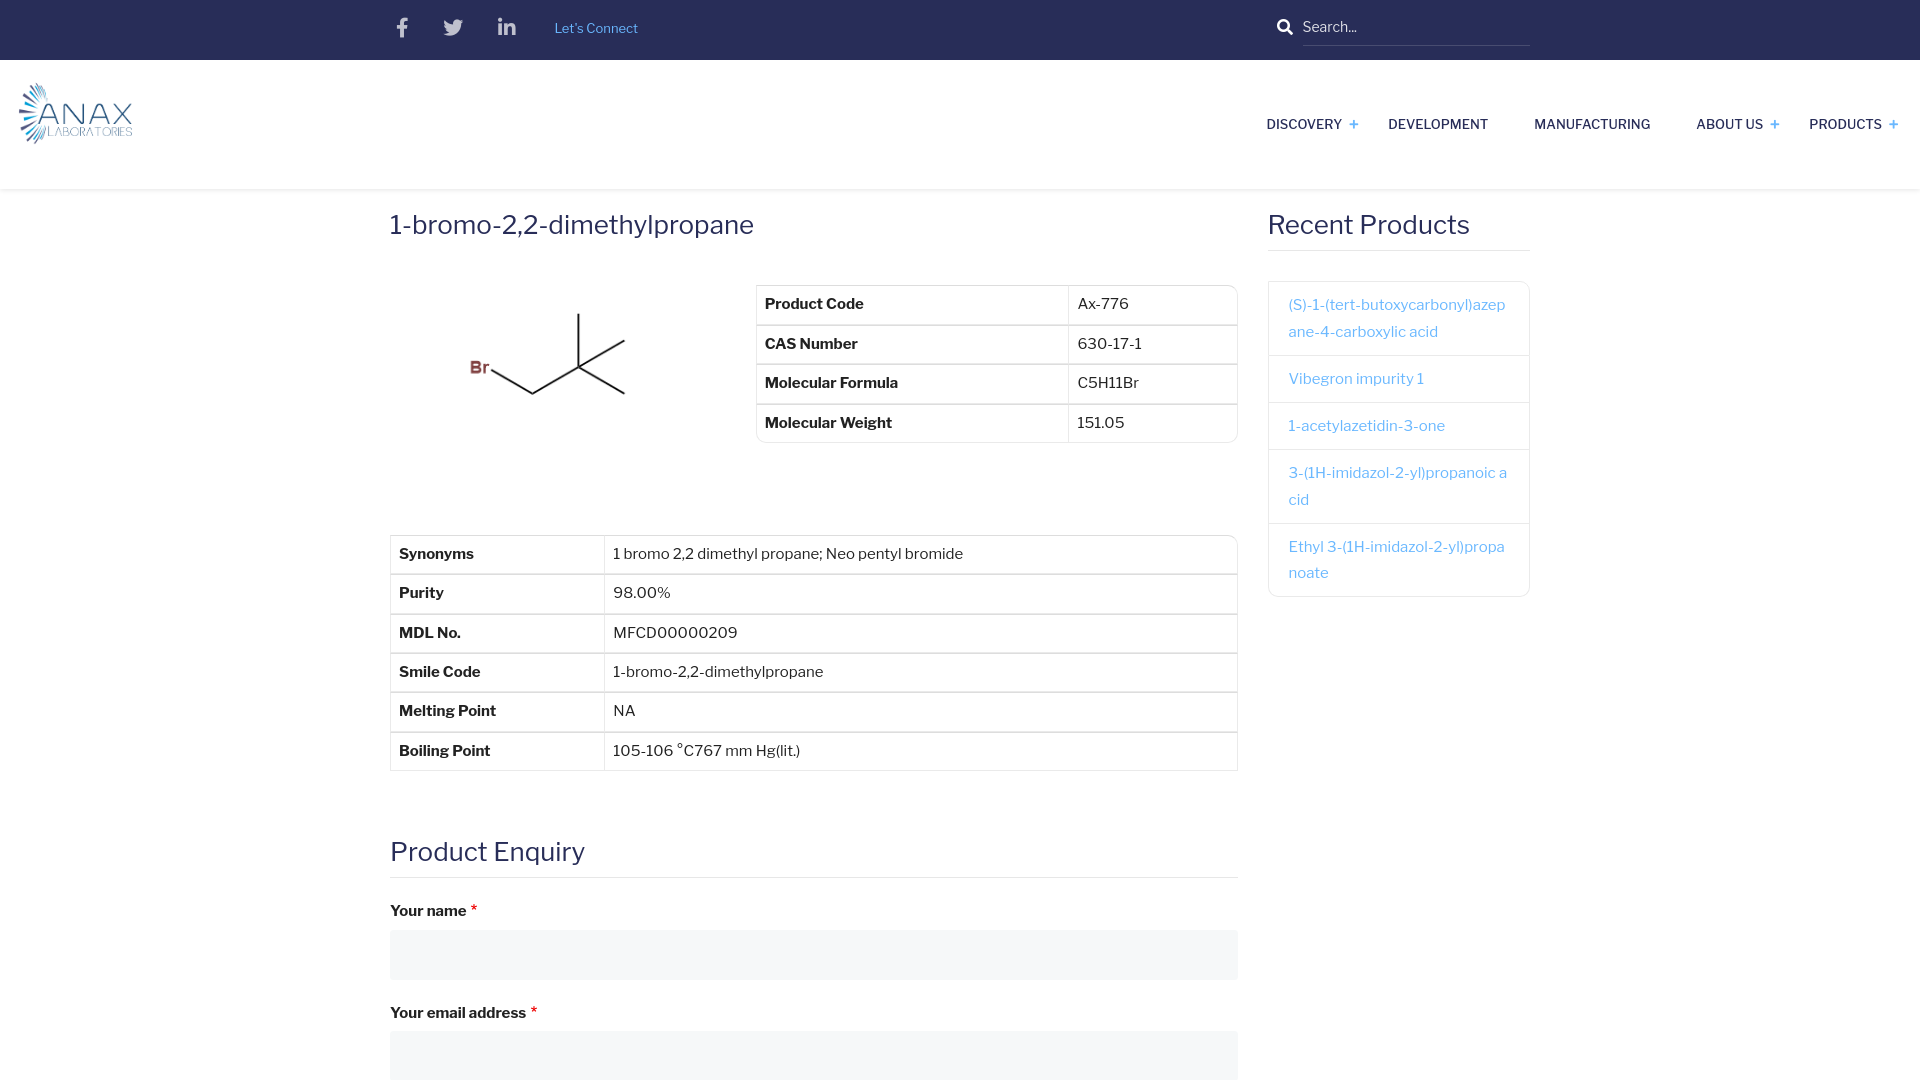 Let's Connect
Search...
ANAX
LABORATORIES
DISCOVERY +
DEVELOPMENT
MANUFACTURING
ABOUT US +
PRODUCTS +
1-bromo-2,2-dimethylpropane
Br
Product Code Ax-776
CAS Number 630-17-1
Molecular Formula C5H11Br
Molecular Weight 151.05
Synonyms 1 bromo 2,2 dimethyl propane; Neo pentyl bromide
Purity 98.00%
MDL No. MFCD00000209
Smile Code 1-bromo-2,2-dimethylpropane
Melting Point NA
Boiling Point 105-106 °C767 mm Hg(lit.)
Product Enquiry
Your name *
Your email address *
Recent Products
(S)-1-(tert-butoxycarbonyl)azep
ane-4-carboxylic acid
Vibegron impurity 1
1-acetylazetidin-3-one
3-(1H-imidazol-2-yl)propanoic a
cid
Ethyl 3-(1H-imidazol-2-yl)propa
noate